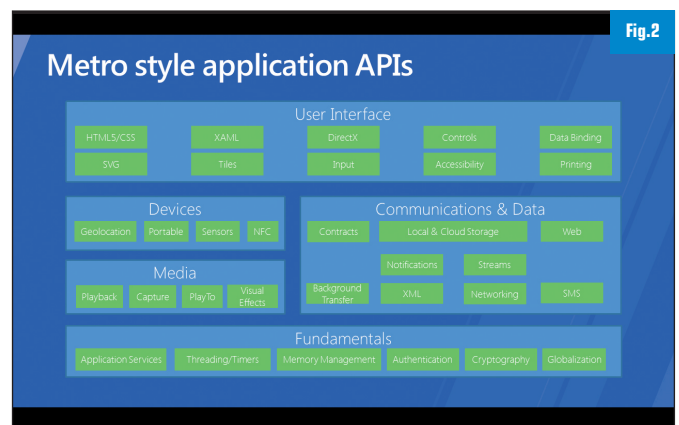 Fig.2
Metro style application APIs
User Interface
HTML5/CSS XAML DirectX Controls Data Binding
SVG Tiles Input Accessibility Printing
Devices
Geolocation Portable Sensors NFC
Media
Playback Capture PlayTo Visual Effects
Communications & Data
Contracts Local & Cloud Storage Web
Notifications Streams
Background Transfer XML Networking SMS
Fundamentals
Application Services Threading/Timers Memory Management Authentication Cryptography Globalization